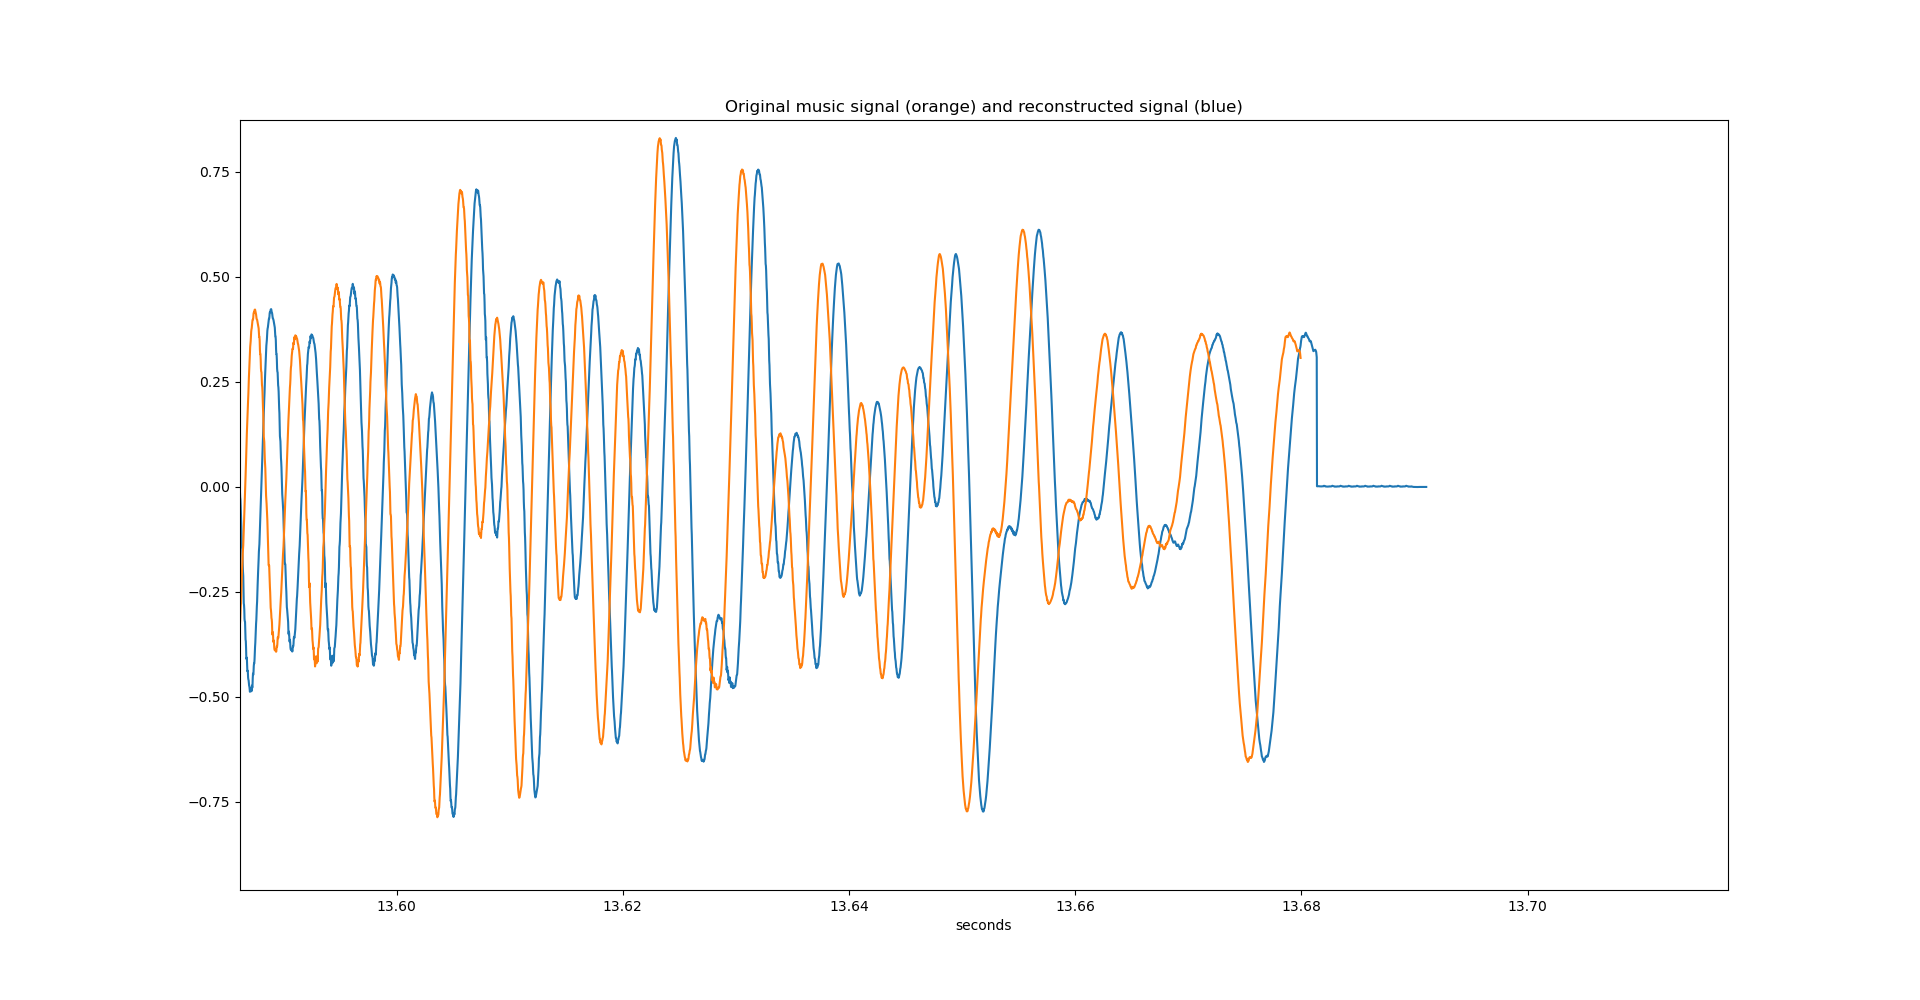 Original music signal (orange) and reconstructed signal (blue)
0.75
0.50
0.25
0.00
−0.25
−0.50
−0.75
13.60 13.62 13.64 13.66 13.68 13.70
seconds